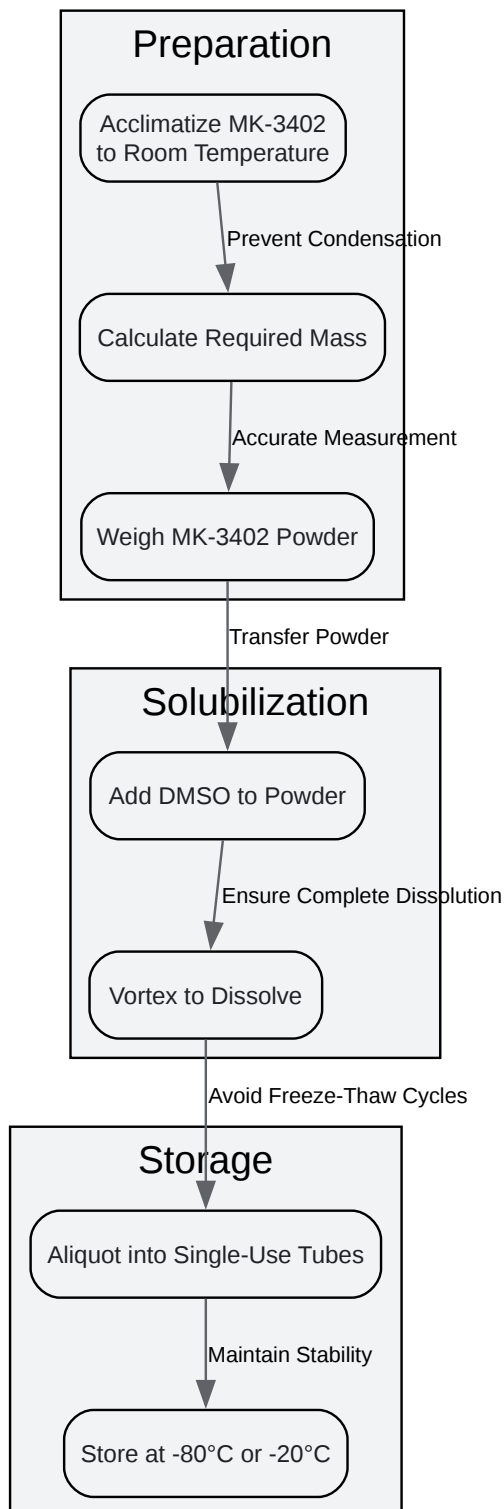 Preparation
Acclimatize MK-3402
to Room Temperature
Prevent Condensation
Calculate Required Mass
Accurate Measurement
Weigh MK-3402 Powder
Transfer Powder
Solubilization
Add DMSO to Powder
Ensure Complete Dissolution
Vortex to Dissolve
Avoid Freeze-Thaw Cycles
Storage
Aliquot into Single-Use Tubes
Maintain Stability
Store at -80°C or -20°C